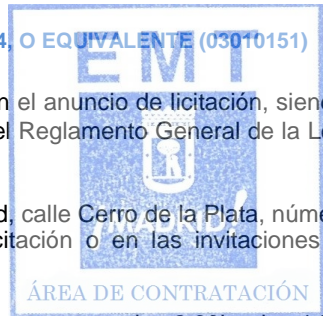 4, O EQUIVALENTE (03010151)
EMT
n el anuncio de licitación, siend
el Reglamento General de la L
¡MADRID!
d, calle Cerro de la Plata, núme
citación o en las invitaciones
ÁREA DE CONTRATACIÓN